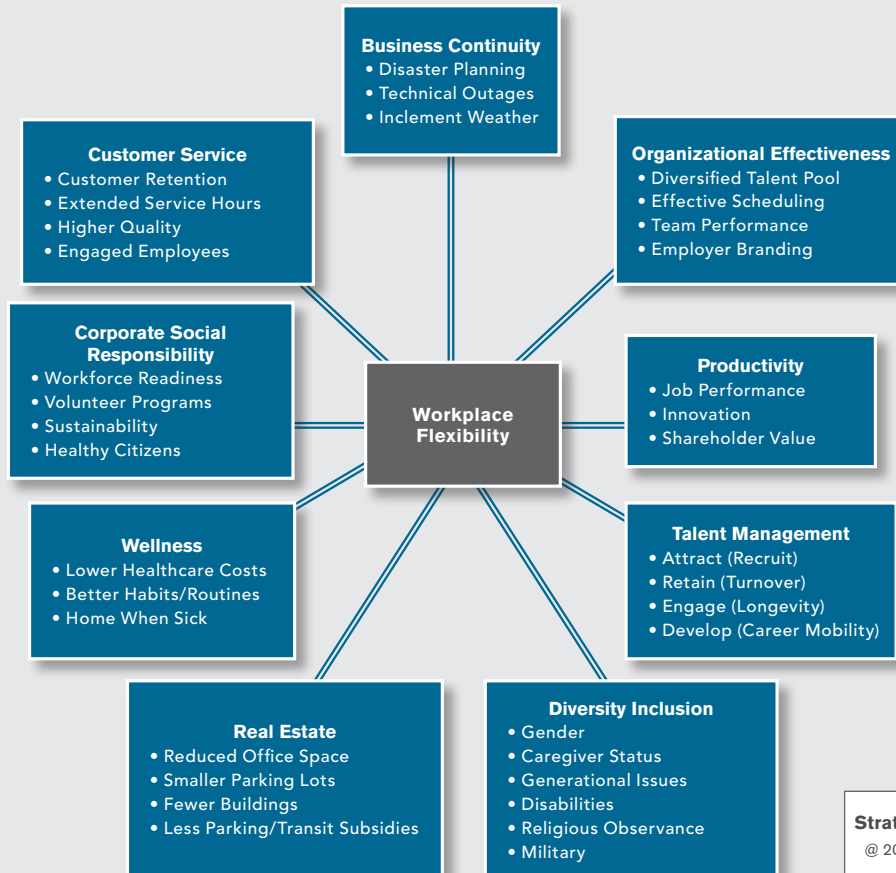 Business Continuity
• Disaster Planning
• Technical Outages
• Inclement Weather
Customer Service
• Customer Retention
• Extended Service Hours
• Higher Quality
• Engaged Employees
Organizational Effectiveness
• Diversified Talent Pool
• Effective Scheduling
• Team Performance
• Employer Branding
Corporate Social
Responsibility
• Workforce Readiness
• Volunteer Programs
• Sustainability
• Healthy Citizens
Workplace
Flexibility
Productivity
• Job Performance
• Innovation
• Shareholder Value
Wellness
• Lower Healthcare Costs
• Better Habits/Routines
• Home When Sick
Talent Management
• Attract (Recruit)
• Retain (Turnover)
• Engage (Longevity)
• Develop (Career Mobility)
Real Estate
• Reduced Office Space
• Smaller Parking Lots
• Fewer Buildings
• Less Parking/Transit Subsidies
Diversity Inclusion
• Gender
• Caregiver Status
• Generational Issues
• Disabilities
• Religious Observance
• Military
Strat
@ 20